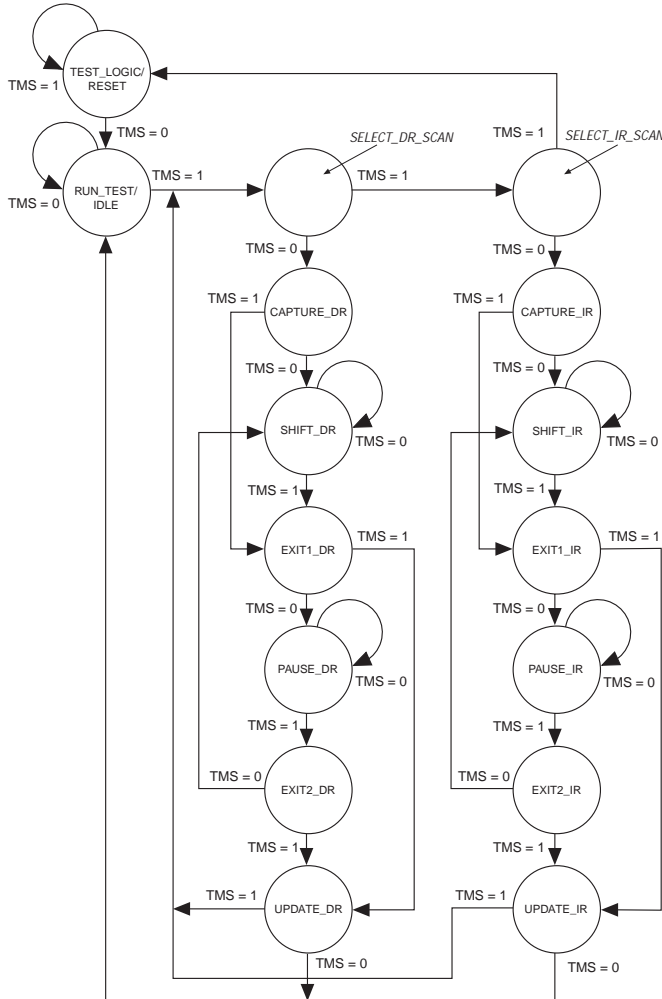 TEST_LOGIC/
RESET
TMS = 1
TMS = 0
SELECT_DR_SCAN
TMS = 1
SELECT_IR_SCAN
RUN_TEST/
IDLE
TMS = 0
TMS = 1
TMS = 1
TMS = 0
TMS = 0
TMS = 1
CAPTURE_DR
TMS = 1
CAPTURE_IR
TMS = 0
TMS = 0
SHIFT_DR
TMS = 0
SHIFT_IR
TMS = 0
TMS = 1
TMS = 1
EXIT1_DR
TMS = 1
EXIT1_IR
TMS = 1
TMS = 0
TMS = 0
PAUSE_DR
TMS = 0
PAUSE_IR
TMS = 0
TMS = 1
TMS = 1
TMS = 0
EXIT2_DR
TMS = 0
EXIT2_IR
TMS = 1
TMS = 1
TMS = 1
UPDATE_DR
TMS = 1
UPDATE_IR
TMS = 0
TMS = 0